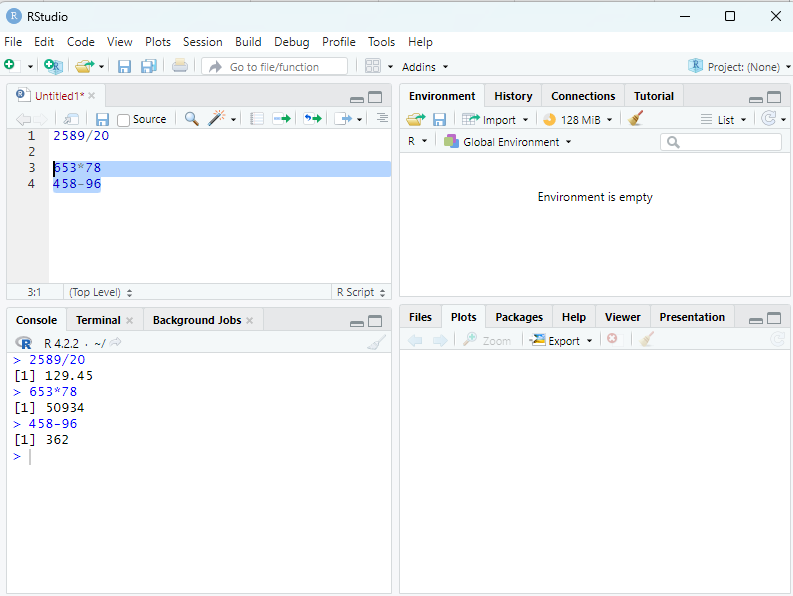 RStudio
File Edit Code View Plots Session Build Debug Profile Tools Help
Go to file/function Addins Project: (None)
Untitled1*
Source
1 2589/20
2
3 653*78
4 458-96
3:1 (Top Level) R Script
Console Terminal Background Jobs
R 4.2.2 · ~/
> 2589/20
[1] 129.45
> 653*78
[1] 50934
> 458-96
[1] 362
>
Environment History Connections Tutorial
Import 128 MiB List
R Global Environment
Environment is empty
Files Plots Packages Help Viewer Presentation
Zoom Export